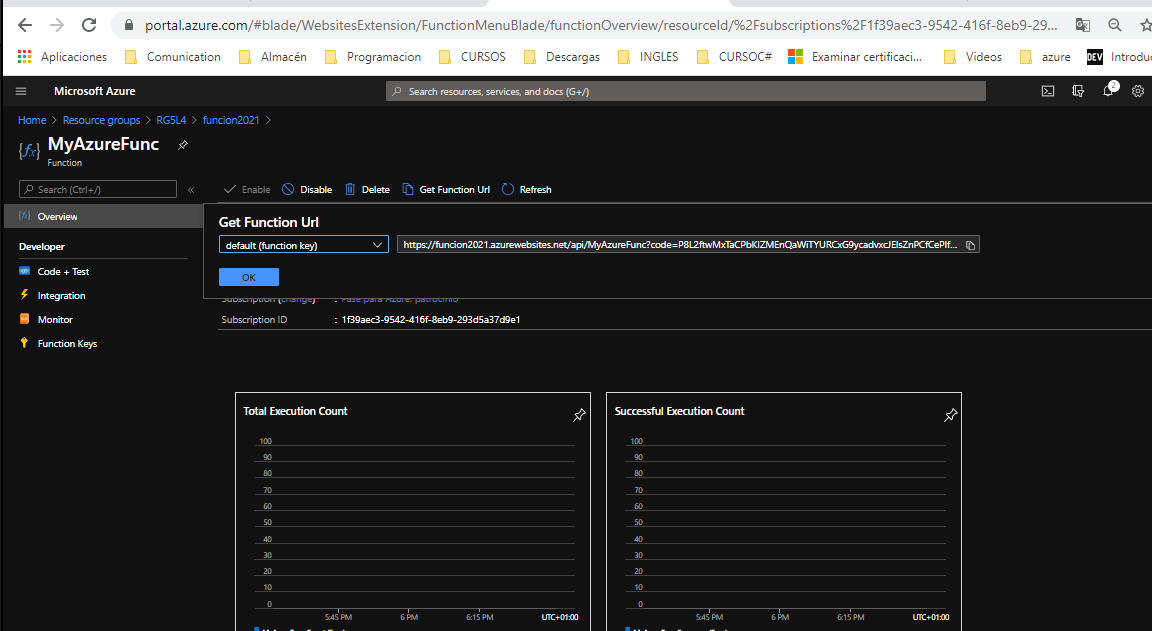 portal.azure.com/#blade/WebsitesExtension/FunctionMenuBlade/functionOverview/resourceId/%2Fsubscriptions%2F1f39aec3-9542-416f-8eb9-29...
Aplicaciones Comunication Almacén Programacion CURSOS Descargas INGLES CURSOC# Examinar certificaci... Videos azure DEV Introdu
Microsoft Azure Search resources, services, and docs (G+/) 2
Home > Resource groups > RG5L4 > funcion2021 >
MyAzureFunc
Function
Search (Ctrl+/) « Enable Disable Delete Get Function Url Refresh
Overview
Developer
Code + Test
Integration
Monitor
Function Keys
Get Function Url
default (function key) https://funcion2021.azurewebsites.net/api/MyAzureFunc?code=P8L2ftwMxTaCPbKIZMEnQaWiTYURCxG9ycadvxcJEIsZnPCfCePIf...
OK
Subscription (change) : Pase para Azure: patrocinio
Subscription ID : 1f39aec3-9542-416f-8eb9-293d5a37d9e1
Total Execution Count
100
90
80
70
60
50
40
30
20
10
0
5:45 PM 6 PM 6:15 PM UTC+01:00
Successful Execution Count
100
90
80
70
60
50
40
30
20
10
0
5:45 PM 6 PM 6:15 PM UTC+01:00